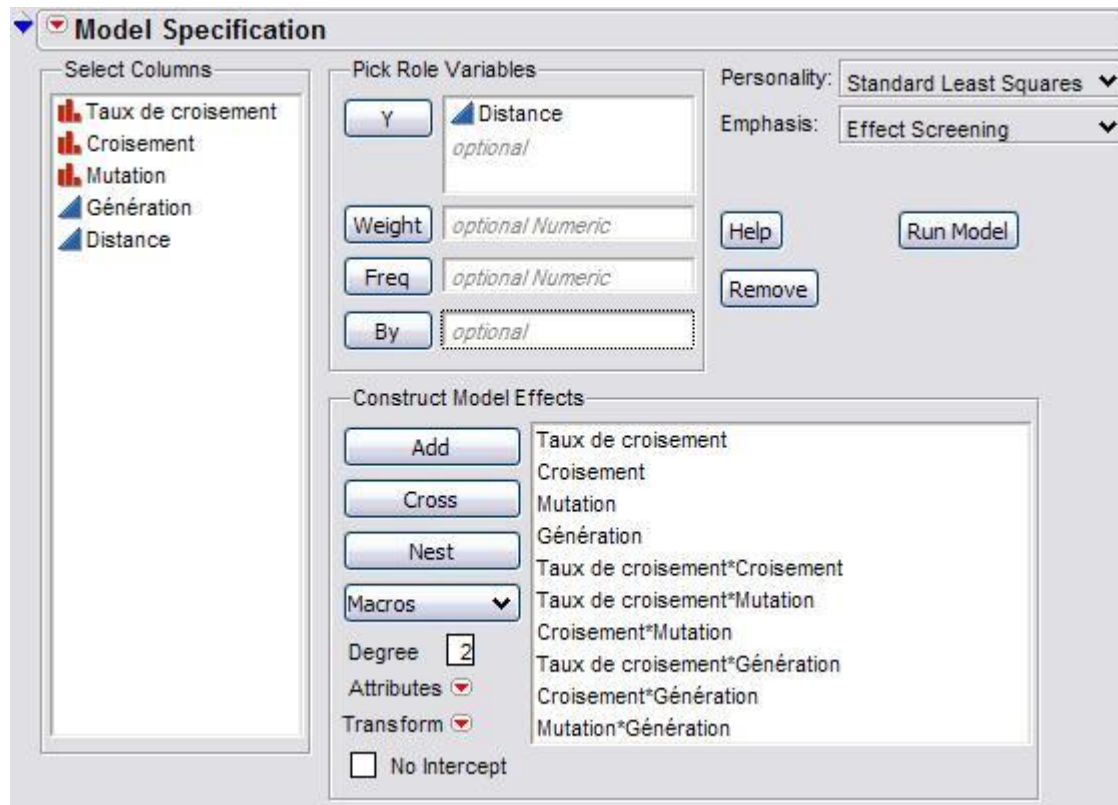 Model Specification
Select Columns
Taux de croisement
Croisement
Mutation
Génération
Distance
Pick Role Variables
Y
Distance
optional
Weight
optional Numeric
Freq
optional Numeric
By
optional
Personality:
Standard Least Squares
Emphasis:
Effect Screening
Help
Run Model
Remove
Construct Model Effects
Add
Cross
Nest
Macros
Degree 2
Attributes
Transform
No Intercept
Taux de croisement
Croisement
Mutation
Génération
Taux de croisement*Croisement
Taux de croisement*Mutation
Croisement*Mutation
Taux de croisement*Génération
Croisement*Génération
Mutation*Génération